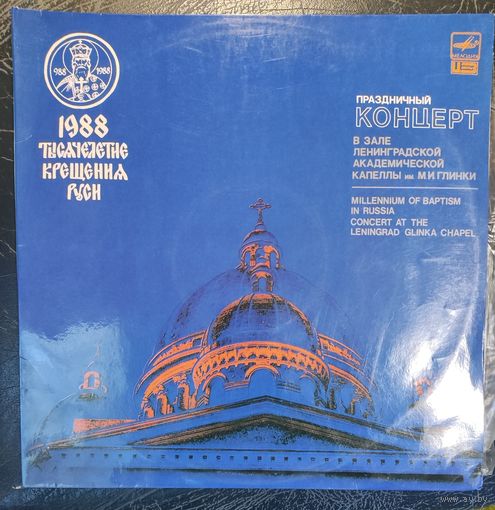 988 1988
1988
ТЫСЯЧЕЛЕТИЕ
КРЕЩЕНИЯ
РУСИ
МЕЛОДИЯ
ПРАЗДНИЧНЫЙ
КОНЦЕРТ
В ЗАЛЕ
ЛЕНИНГРАДСКОЙ
АКАДЕМИЧЕСКОЙ
КАПЕЛЛЫ им. М.И.ГЛИНКИ
MILLENNIUM OF BAPTISM
IN RUSSIA
CONCERT AT THE
LENINGRAD GLINKA CHAPEL